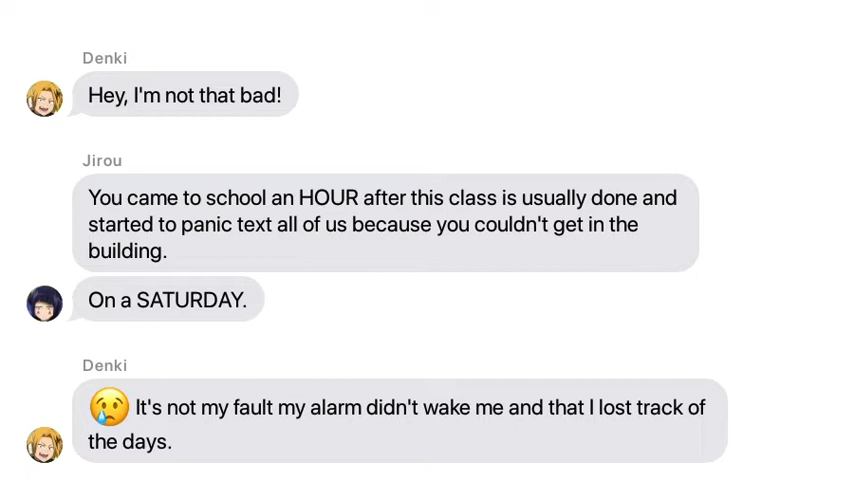 Denki
Hey, I'm not that bad!
Jirou
You came to school an HOUR after this class is usually done and
started to panic text all of us because you couldn't get in the
building.
On a SATURDAY.
Denki
😢 It's not my fault my alarm didn't wake me and that I lost track of
the days.